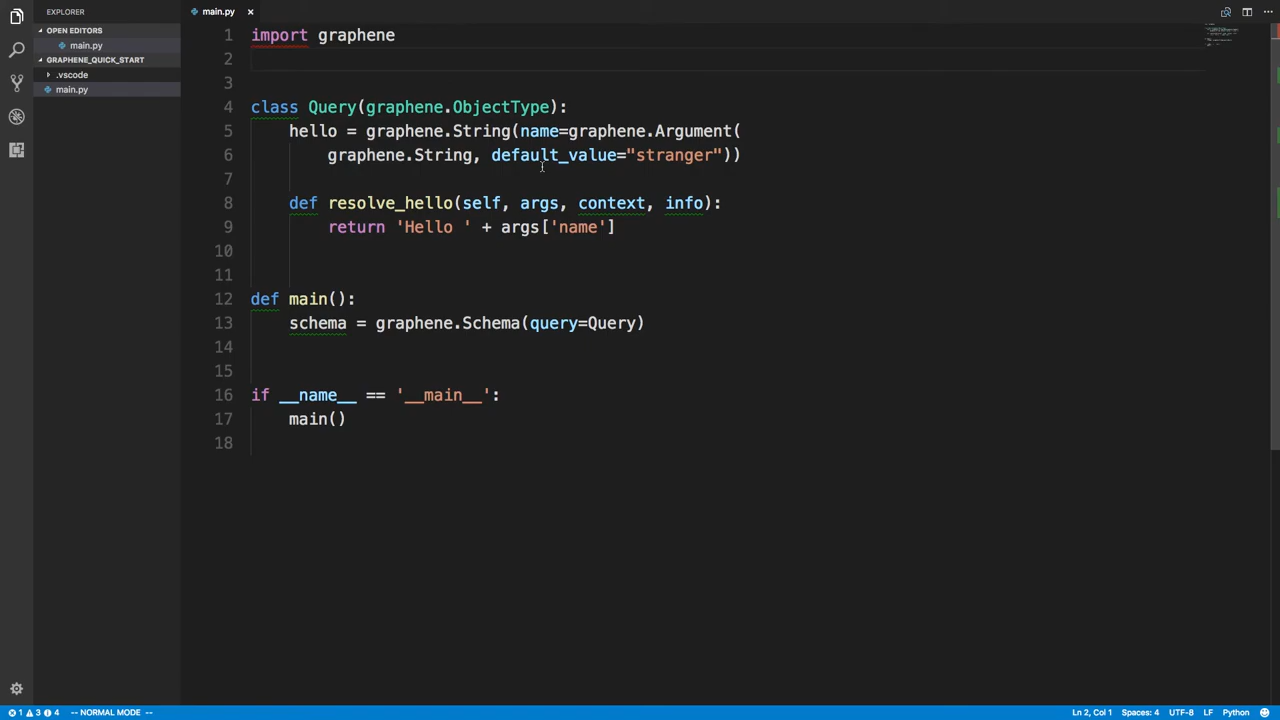 EXPLORER
OPEN EDITORS
main.py
GRAPHENE_QUICK_START
.vscode
main.py
main.py
1 import graphene
2
3
4 class Query(graphene.ObjectType):
5 hello = graphene.String(name=graphene.Argument(
6 graphene.String, default_value="stranger"))
7
8 def resolve_hello(self, args, context, info):
9 return 'Hello ' + args['name']
10
11
12 def main():
13 schema = graphene.Schema(query=Query)
14
15
16 if __name__ == '__main__':
17 main()
18
1 3 4 -- NORMAL MODE -- Ln 2, Col 1 Spaces: 4 UTF-8 LF Python